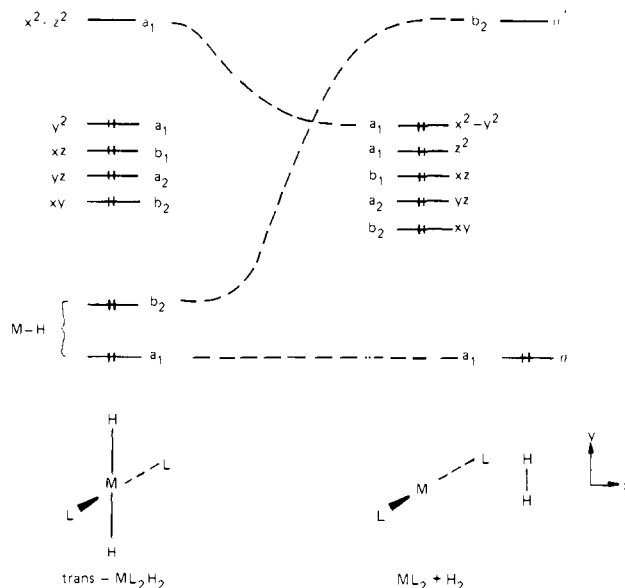 x²- z² a₁ b₂
y² a₁ a₁ x² – y²
xz b₁ a₁ z²
yz a₂ b₁ xz
xy b₂ a₂ yz
b₂ xy
b₂
M–H
a₁ a₁ σ
H
L
M
L
H
trans – ML₂H₂
L
M
L
H
H
ML₂ + H₂
y